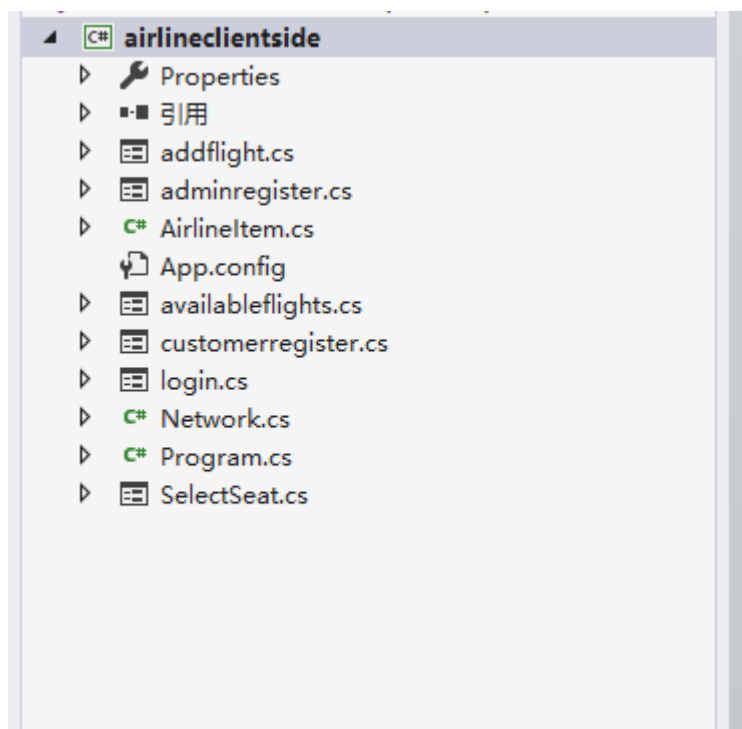 C# airlineclientside
Properties
引用
addflight.cs
adminregister.cs
C# AirlineItem.cs
App.config
availableflights.cs
customerregister.cs
login.cs
C# Network.cs
C# Program.cs
SelectSeat.cs